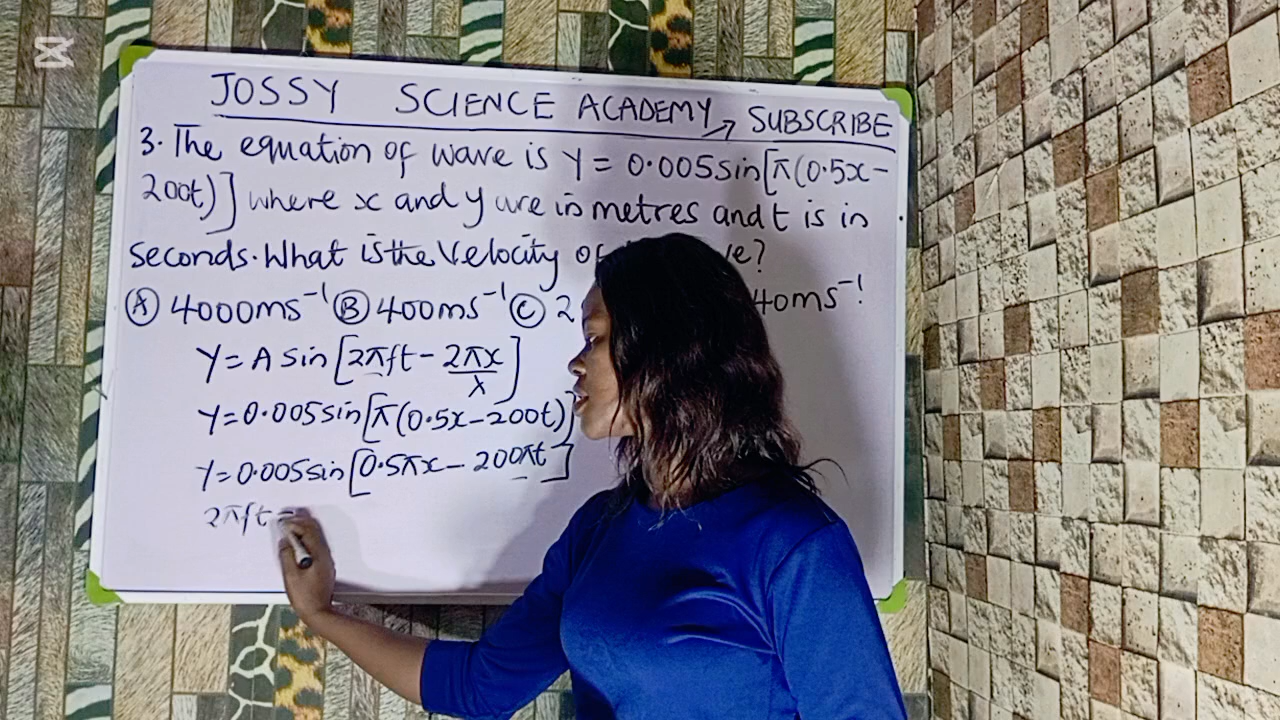 JOSSY SCIENCE ACADEMY → SUBSCRIBE
3. The equation of wave is Y = 0.005sin[π(0.5x-
200t)] where x and y are in metres and t is in
seconds. What is the Velocity of ?
Ⓐ 4000ms⁻¹ Ⓑ 400ms⁻¹ Ⓒ 2 40ms⁻¹
Y = A sin [2πft - 2πx/λ]
Y = 0.005sin[π(0.5x-200t)]
Y = 0.005sin[0.5πx - 200πt]
2πft =